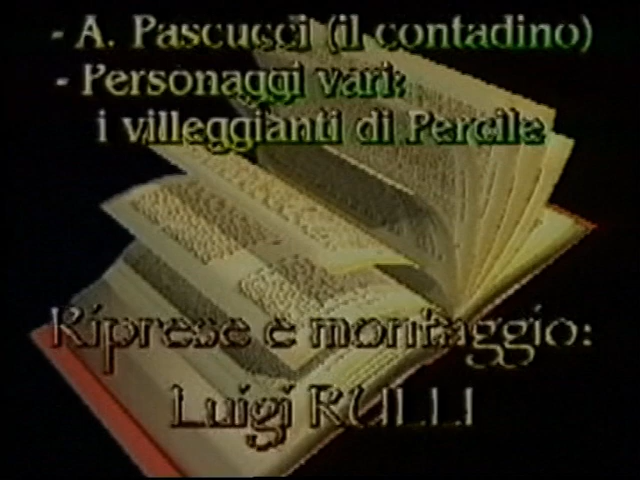 - A. Pascucci (il contadino)
- Personaggi vari:
i villeggianti di Percile
Riprese e montaggio:
Luigi RULLI